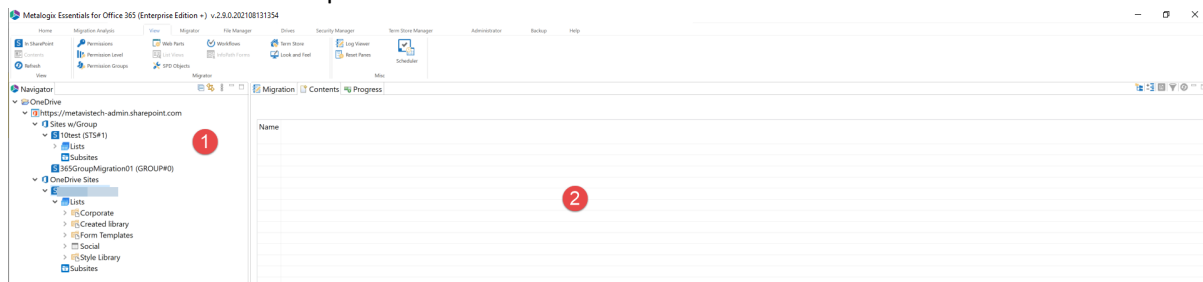 Metalogix Essentials for Office 365 (Enterprise Edition +) v.2.9.0.202108131354
Home Migration Analysis View Migrator File Manager Drives Security Manager Term Store Manager Administrator Backup Help
In SharePoint Permissions Web Parts Workflows Term Store Log Viewer
Contents Permission Level List Views InfoPath Forms Look and Feel Reset Panes
Refresh Permission Groups SPD Objects Scheduler
View Migrator Misc
Navigator Migration Contents Progress
OneDrive
https://metavistech-admin.sharepoint.com
Sites w/Group
Name
10test (STS#1)
1
Lists
Subsites
365GroupMigration01 (GROUP#0)
OneDrive Sites
S
2
Lists
Corporate
Created library
Form Templates
Social
Style Library
Subsites